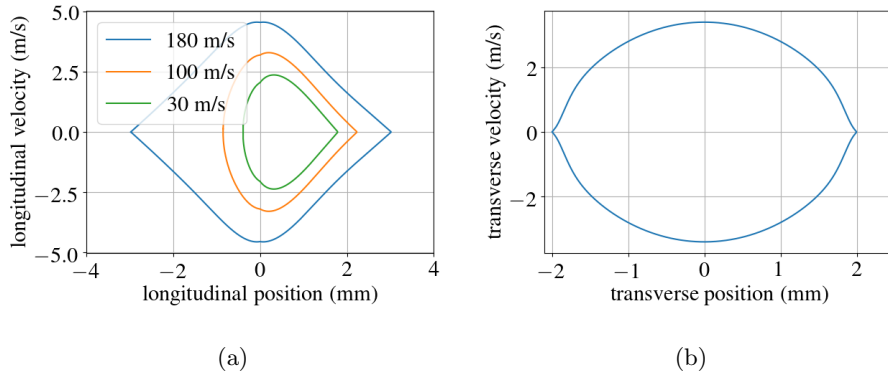 5.0
2.5
0.0
−2.5
−5.0
longitudinal velocity (m/s)
180 m/s
100 m/s
30 m/s
−4
−2
0
2
4
longitudinal position (mm)
(a)
2
0
−2
transverse velocity (m/s)
−2
−1
0
1
2
transverse position (mm)
(b)